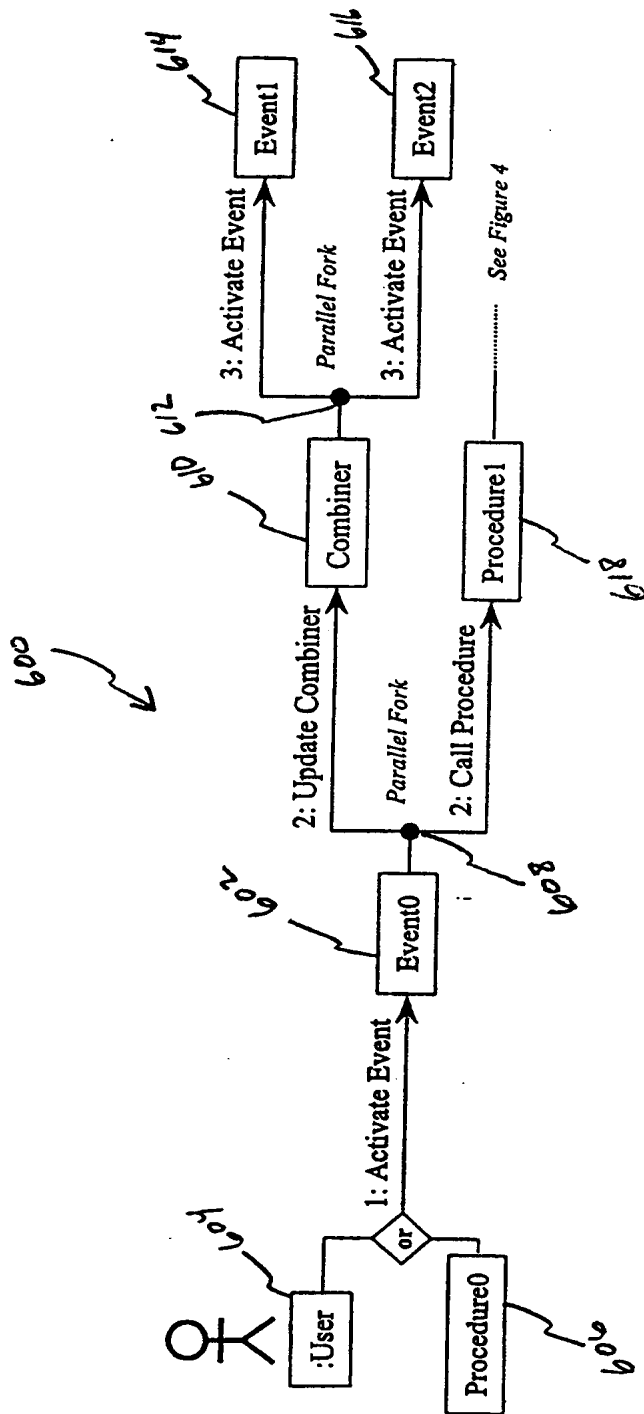 600
604
:User
Procedure0
606
or
1: Activate Event
602
Event0
608
Parallel Fork
2: Update Combiner
2: Call Procedure
610
Combiner
612
Parallel Fork
3: Activate Event
3: Activate Event
614
Event1
616
Event2
Procedure1
618
See Figure 4